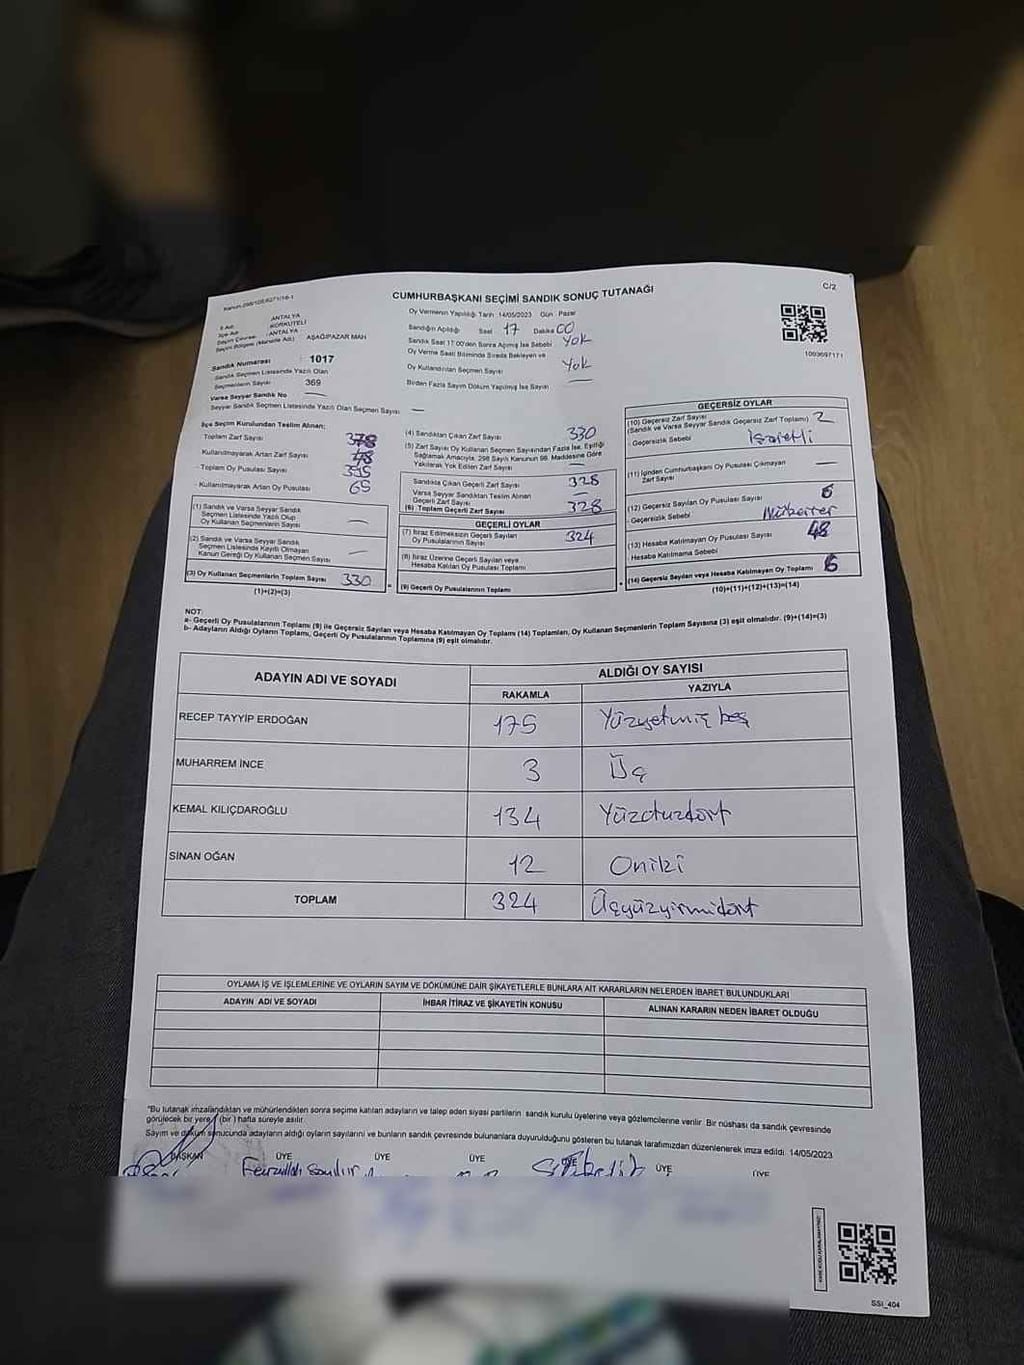 Kanun:298/105,6271/16-1
CUMHURBAŞKANI SEÇİMİ SANDIK SONUÇ TUTANAĞI
C/2
İl Adı : ANTALYA
İlçe Adı : KORKUTELİ
Seçim Çevresi : ANTALYA
Seçim Bölgesi (Mahalle Adı) : AŞAĞIPAZAR MAH
Sandık Numarası 1017
Sandık Seçmen Listesinde Yazılı Olan
Seçmenlerin Sayısı 369
Varsa Seyyar Sandık No —
Seyyar Sandık Seçmen Listesinde Yazılı Olan Seçmen Sayısı —
Oy Vermenin Yapıldığı Tarih : 14/05/2023 Gün : Pazar
Sandığın Açıldığı Saat 17 Dakika 00
Sandık Saat 17:00'den Sonra Açılmış İse Sebebi Yok
Oy Verme Saati Bitiminde Sırada Bekleyen ve
Oy Kullandırılan Seçmen Sayısı Yok
Birden Fazla Sayım Döküm Yapılmış İse Sayısı —
1003697171
İlçe Seçim Kurulundan Teslim Alınan;
Toplam Zarf Sayısı 378
- Kullanılmayarak Artan Zarf Sayısı 48
- Toplam Oy Pusulası Sayısı 395
- Kullanılmayarak Artan Oy Pusulası 65
(1) Sandık ve Varsa Seyyar Sandık
Seçmen Listesinde Yazılı Olup
Oy Kullanan Seçmenlerin Sayısı —
(2) Sandık ve Varsa Seyyar Sandık
Seçmen Listesinde Kayıtlı Olmayan
Kanun Gereği Oy Kullanan Seçmen Sayısı —
(3) Oy Kullanan Seçmenlerin Toplam Sayısı 330
(1)+(2)=(3)
(4) Sandıktan Çıkan Zarf Sayısı 330
(5) Zarf Sayısı Oy Kullanan Seçmen Sayısından Fazla İse, Eşitliği
Sağlamak Amacıyla, 298 Sayılı Kanunun 98. Maddesine Göre
Yakılarak Yok Edilen Zarf Sayısı —
Sandıkta Çıkan Geçerli Zarf Sayısı 328
Varsa Seyyar Sandıktan Teslim Alınan
Geçerli Zarf Sayısı —
(6) Toplam Geçerli Zarf Sayısı 328
GEÇERLİ OYLAR
(7) İtiraz Edilmeksizin Geçerli Sayılan
Oy Pusulalarının Sayısı 324
(8) İtiraz Üzerine Geçerli Sayılan veya
Hesaba Katılan Oy Pusulası Toplamı
(9) Geçerli Oy Pusulalarının Toplamı
GEÇERSİZ OYLAR
(10) Geçersiz Zarf Sayısı 2
(Sandık ve Varsa Seyyar Sandık Geçersiz Zarf Toplamı)
- Geçersizlik Sebebi İşaretli
(11) İçinden Cumhurbaşkanı Oy Pusulası Çıkmayan
Zarf Sayısı —
(12) Geçersiz Sayılan Oy Pusulası Sayısı 6
- Geçersizlik Sebebi Mükerrer
(13) Hesaba Katılmayan Oy Pusulası Sayısı 48
Hesaba Katılmama Sebebi
(14) Geçersiz Sayılan veya Hesaba Katılmayan Oy Toplamı 6
(10)+(11)+(12)+(13)=(14)
NOT:
a- Geçerli Oy Pusulalarının Toplamı (9) ile Geçersiz Sayılan veya Hesaba Katılmayan Oy Toplamı (14) Toplamları, Oy Kullanan Seçmenlerin Toplam Sayısına (3) eşit olmalıdır. (9)+(14)=(3)
b- Adayların Aldığı Oyların Toplamı, Geçerli Oy Pusulalarının Toplamına (9) eşit olmalıdır.
ADAYIN ADI VE SOYADI
ALDIĞI OY SAYISI
RAKAMLA YAZIYLA
RECEP TAYYİP ERDOĞAN 175 Yüzyetmiş beş
MUHARREM İNCE 3 Üç
KEMAL KILIÇDAROĞLU 134 Yüzotuzdört
SİNAN OĞAN 12 Oniki
TOPLAM 324 Üçyüzyirmidört
OYLAMA İŞ VE İŞLEMLERİNE VE OYLARIN SAYIM VE DÖKÜMÜNE DAİR ŞİKAYETLERLE BUNLARA AİT KARARLARIN NELERDEN İBARET BULUNDUKLARI
ADAYIN ADI VE SOYADI İHBAR İTİRAZ VE ŞİKAYETİN KONUSU ALINAN KARARIN NEDEN İBARET OLDUĞU
"Bu tutanak imzalandıktan ve mühürlendikten sonra seçime katılan adayların ve talep eden siyasi partilerin sandık kurulu üyelerine veya gözlemcilerine verilir. Bir nüshası da sandık çevresinde
görülecek bir yere 1 (bir) hafta süreyle asılır.
Sayım ve döküm sonucunda adayların aldığı oyların sayılarını ve bunların sandık çevresinde bulunanlara duyurulduğunu gösteren bu tutanak tarafımızdan düzenlenerek imza edildi. 14/05/2023
BAŞKAN ÜYE ÜYE ÜYE ÜYE ÜYE ÜYE
SSI_404